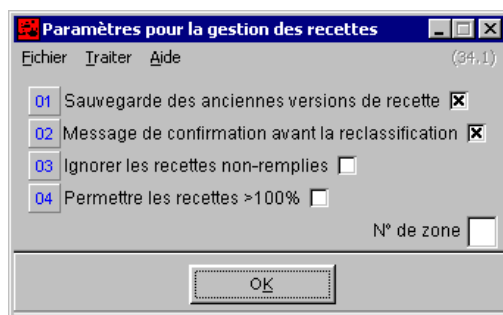 Paramètres pour la gestion des recettes
Fichier Traiter Aide (34,1)
01 Sauvegarde des anciennes versions de recette
02 Message de confirmation avant la reclassification
03 Ignorer les recettes non-remplies
04 Permettre les recettes >100%
N° de zone
OK